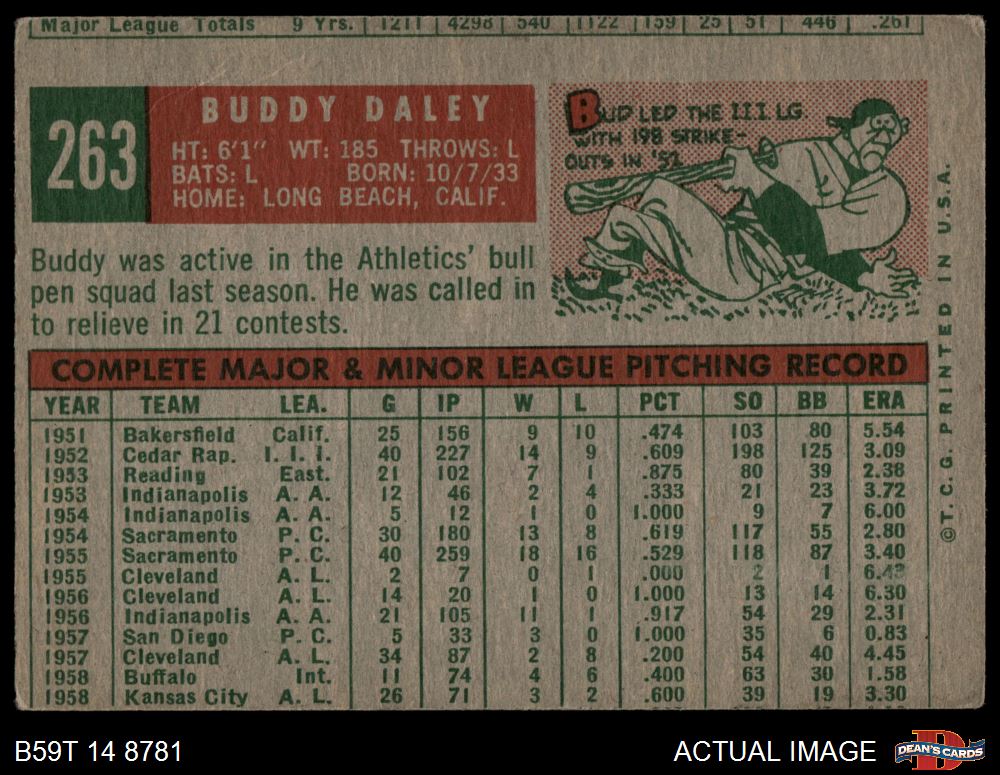 Major League Totals 9 Yrs. 1211 4298 540 1122 159 25 51 446 .261
263
BUDDY DALEY
HT: 6'1" WT: 185 THROWS: L
BATS: L BORN: 10/7/33
HOME: LONG BEACH, CALIF.
BUD LED THE III LG
WITH 198 STRIKE-
OUTS IN '52
Buddy was active in the Athletics' bull
pen squad last season. He was called in
to relieve in 21 contests.
COMPLETE MAJOR & MINOR LEAGUE PITCHING RECORD
YEAR TEAM LEA. G IP W L PCT SO BB ERA
1951 Bakersfield Calif. 25 156 9 10 .474 103 80 5.54
1952 Cedar Rap. I. I. I. 40 227 14 9 .609 198 125 3.09
1953 Reading East. 21 102 7 1 .875 80 39 2.38
1953 Indianapolis A. A. 12 46 2 4 .333 21 23 3.72
1954 Indianapolis A. A. 5 12 1 0 1.000 9 7 6.00
1954 Sacramento P. C. 30 180 13 8 .619 117 55 2.80
1955 Sacramento P. C. 40 259 18 16 .529 118 87 3.40
1955 Cleveland A. L. 2 7 0 1 .000 2 1 6.43
1956 Cleveland A. L. 14 20 1 0 1.000 13 14 6.30
1956 Indianapolis A. A. 21 105 11 1 .917 54 29 2.31
1957 San Diego P. C. 5 33 3 0 1.000 35 6 0.83
1957 Cleveland A. L. 34 87 2 8 .200 54 40 4.45
1958 Buffalo Int. 11 74 4 6 .400 63 30 1.58
1958 Kansas City A. L. 26 71 3 2 .600 39 19 3.30
©T.C.G. PRINTED IN U.S.A.
B59T 14 8781
ACTUAL IMAGE
DEAN'S CARDS